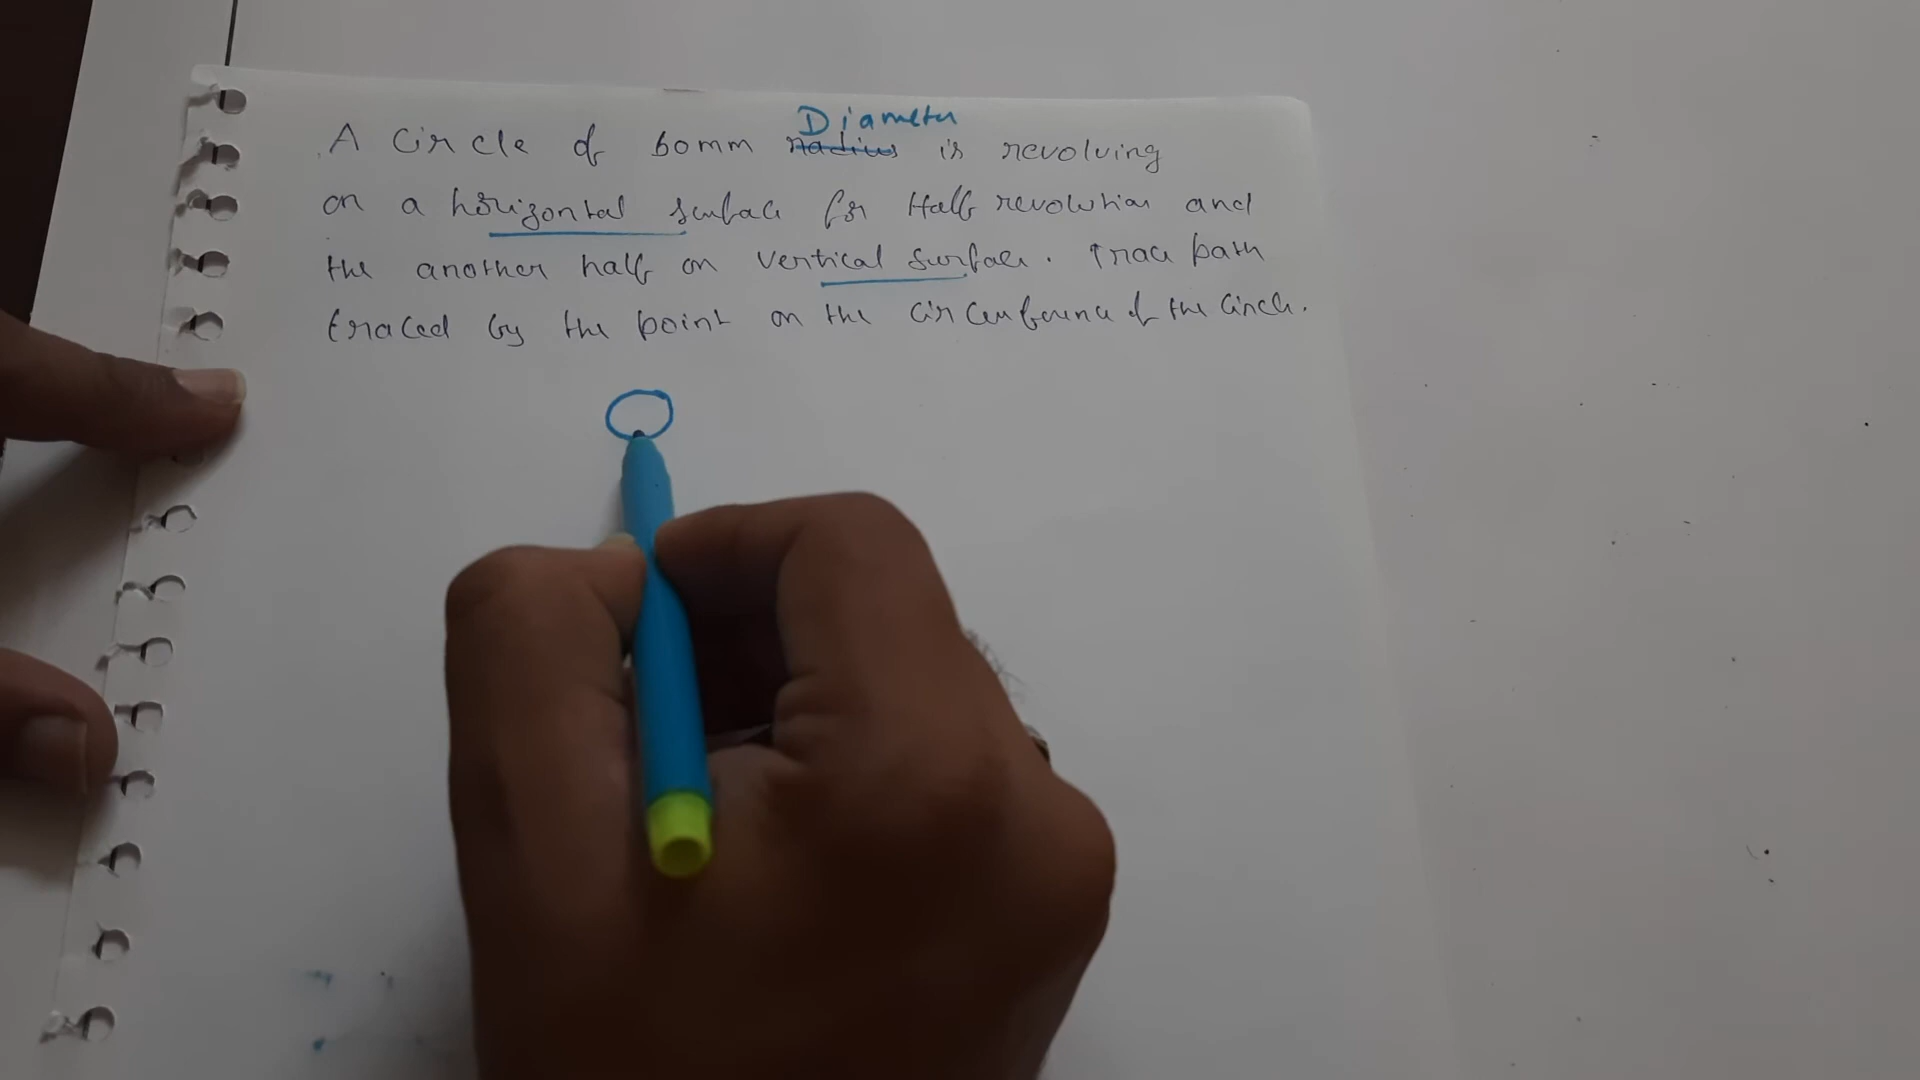 Diameter
A Circle of 60mm radius is revolving
on a horizontal surface for Half revolution and
the another half on vertical surface. Trace path
traced by the point on the circumference of the circle.